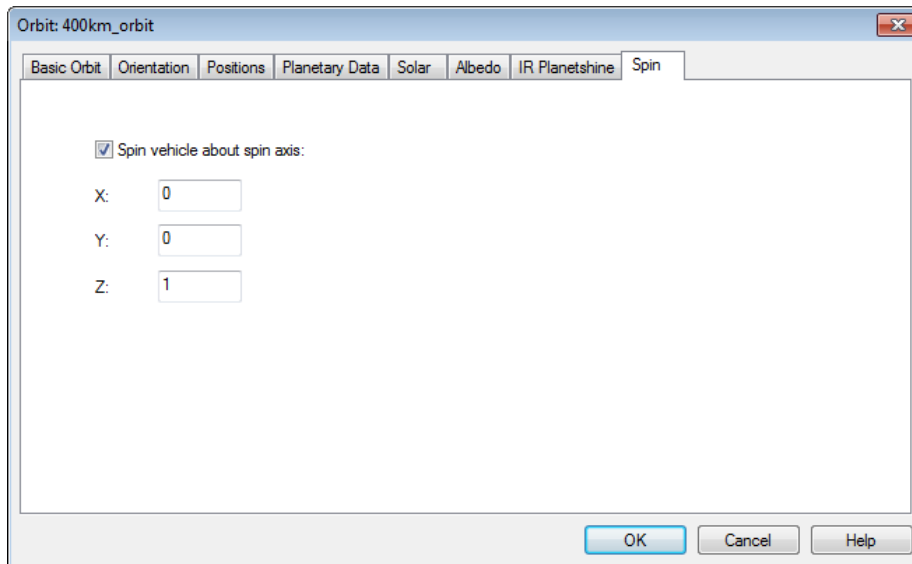 Orbit: 400km_orbit
Basic Orbit Orientation Positions Planetary Data Solar Albedo IR Planetshine Spin
Spin vehicle about spin axis:
X: 0
Y: 0
Z: 1
OK Cancel Help